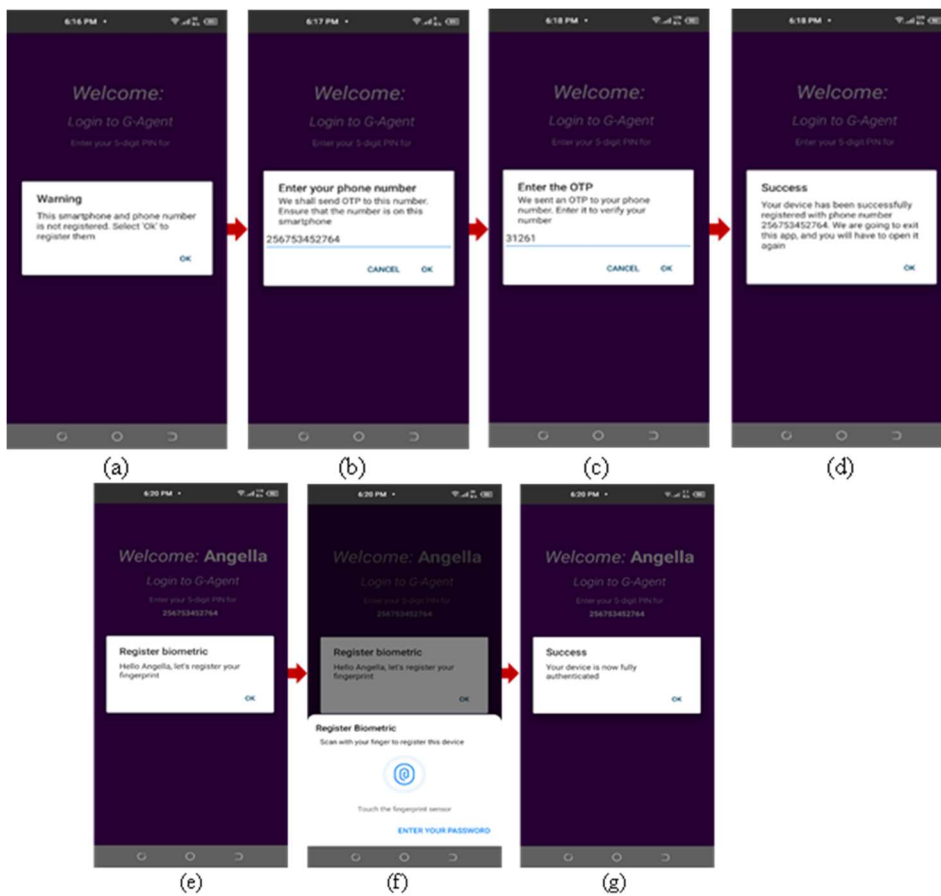 6:16 PM
Welcome:
Login to G-Agent
Enter your 5-digit PIN for
Warning
This smartphone and phone number
is not registered. Select 'Ok' to
register them
OK
(a)
6:17 PM
Welcome:
Login to G-Agent
Enter your 5-digit PIN for
Enter your phone number
We shall send OTP to this number.
Ensure that the number is on this
smartphone
256753452764
CANCEL OK
(b)
6:18 PM
Welcome:
Login to G-Agent
Enter your 5-digit PIN for
Enter the OTP
We sent an OTP to your phone
number. Enter it to verify your
number
31261
CANCEL OK
(c)
6:18 PM
Welcome:
Login to G-Agent
Enter your 5-digit PIN for
Success
Your device has been successfully
registered with phone number
256753452764. We are going to exit
this app, and you will have to open it
again
OK
(d)
6:20 PM
Welcome: Angella
Login to G-Agent
Enter your 5-digit PIN for
256753452764
Register biometric
Hello Angella, let's register your
fingerprint
OK
(e)
6:20 PM
Welcome: Angella
Login to G-Agent
Enter your 5-digit PIN for
256753452764
Register biometric
Hello Angella, let's register your
fingerprint
OK
Register Biometric
Scan with your finger to register this device
Touch the fingerprint sensor
ENTER YOUR PASSWORD
(f)
6:20 PM
Welcome: Angella
Login to G-Agent
Enter your 5-digit PIN for
256753452764
Success
Your device is now fully
authenticated
OK
(g)